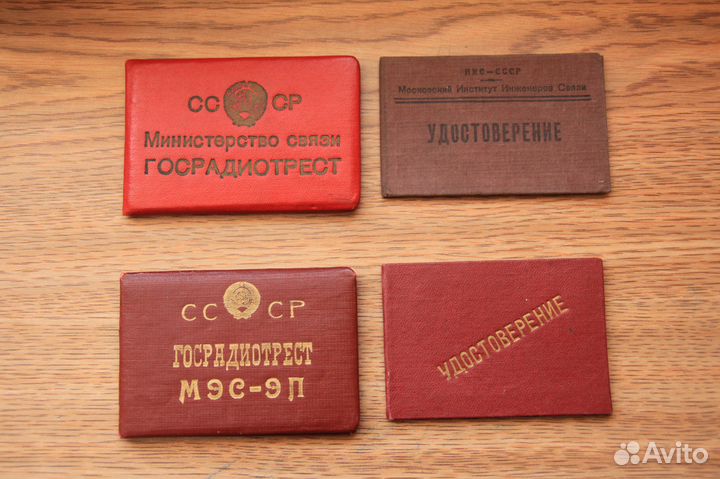 СС СР
Министерство связи
ГОСРАДИОТРЕСТ
НКС-СССР
Московский Институт Инженеров Связи
УДОСТОВЕРЕНИЕ
СС СР
ГОСРАДИОТРЕСТ
МЭС-ЭП
УДОСТОВЕРЕНИЕ
Avito